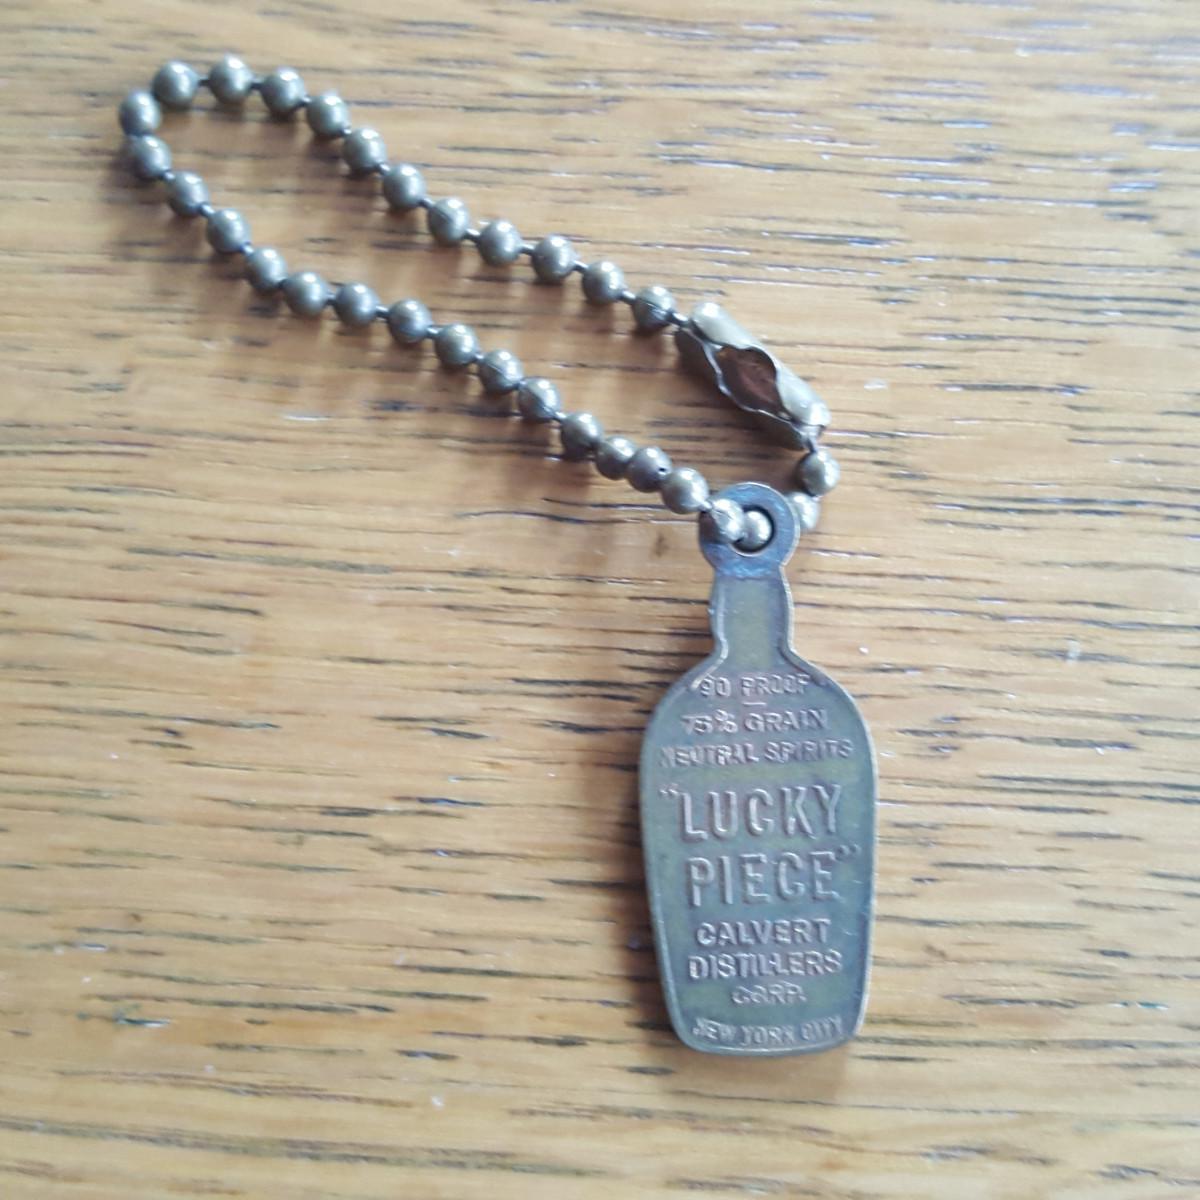 90 PROOF
75% GRAIN
NEUTRAL SPIRITS
"LUCKY
PIECE"
CALVERT
DISTILLERS
CORP.
NEW YORK CITY